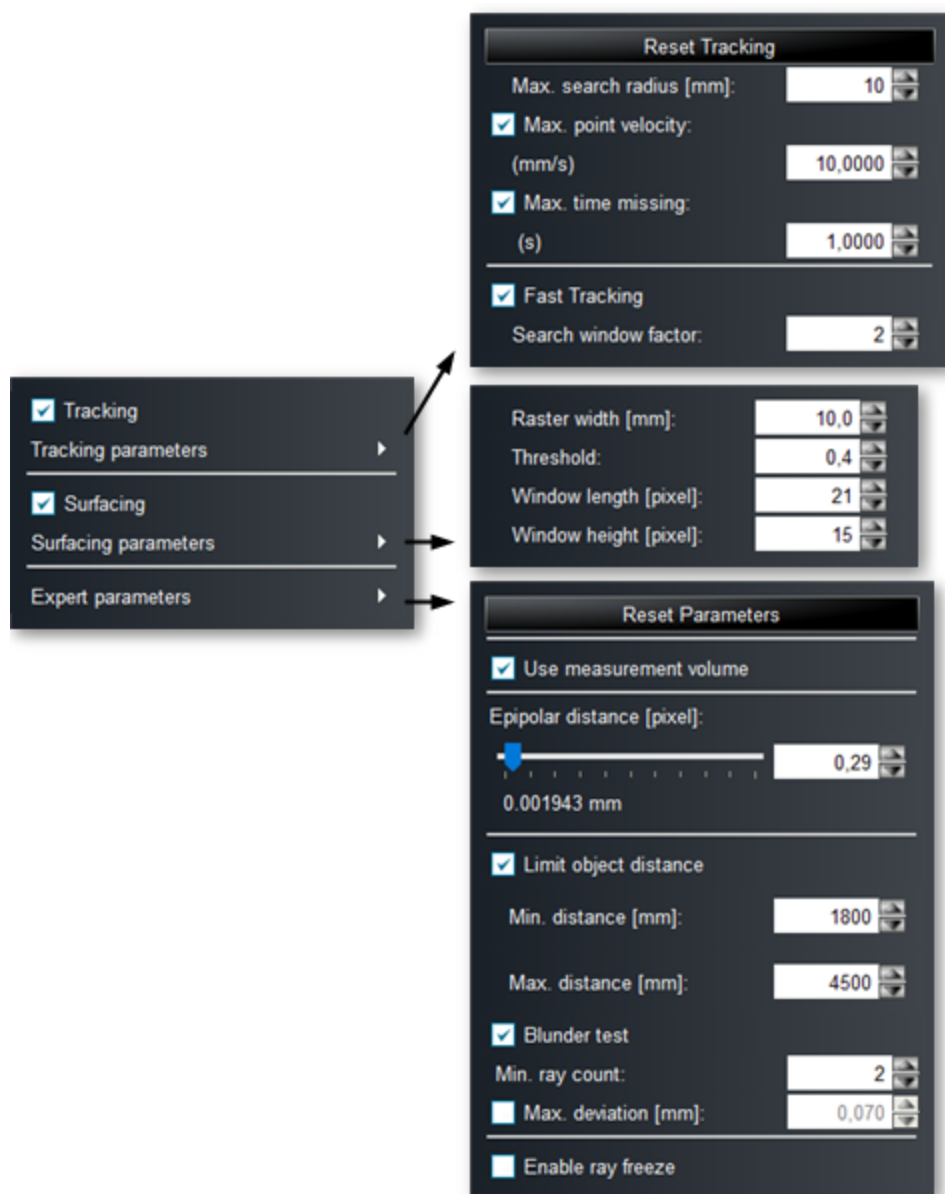 Reset Tracking
Max. search radius [mm]: 10
Max. point velocity:
(mm/s) 10,0000
Max. time missing:
(s) 1,0000
Fast Tracking
Search window factor: 2
Tracking
Tracking parameters
Surfacing
Surfacing parameters
Expert parameters
Raster width [mm]: 10,0
Threshold: 0,4
Window length [pixel]: 21
Window height [pixel]: 15
Reset Parameters
Use measurement volume
Epipolar distance [pixel]:
0,29
0.001943 mm
Limit object distance
Min. distance [mm]: 1800
Max. distance [mm]: 4500
Blunder test
Min. ray count: 2
Max. deviation [mm]: 0,070
Enable ray freeze